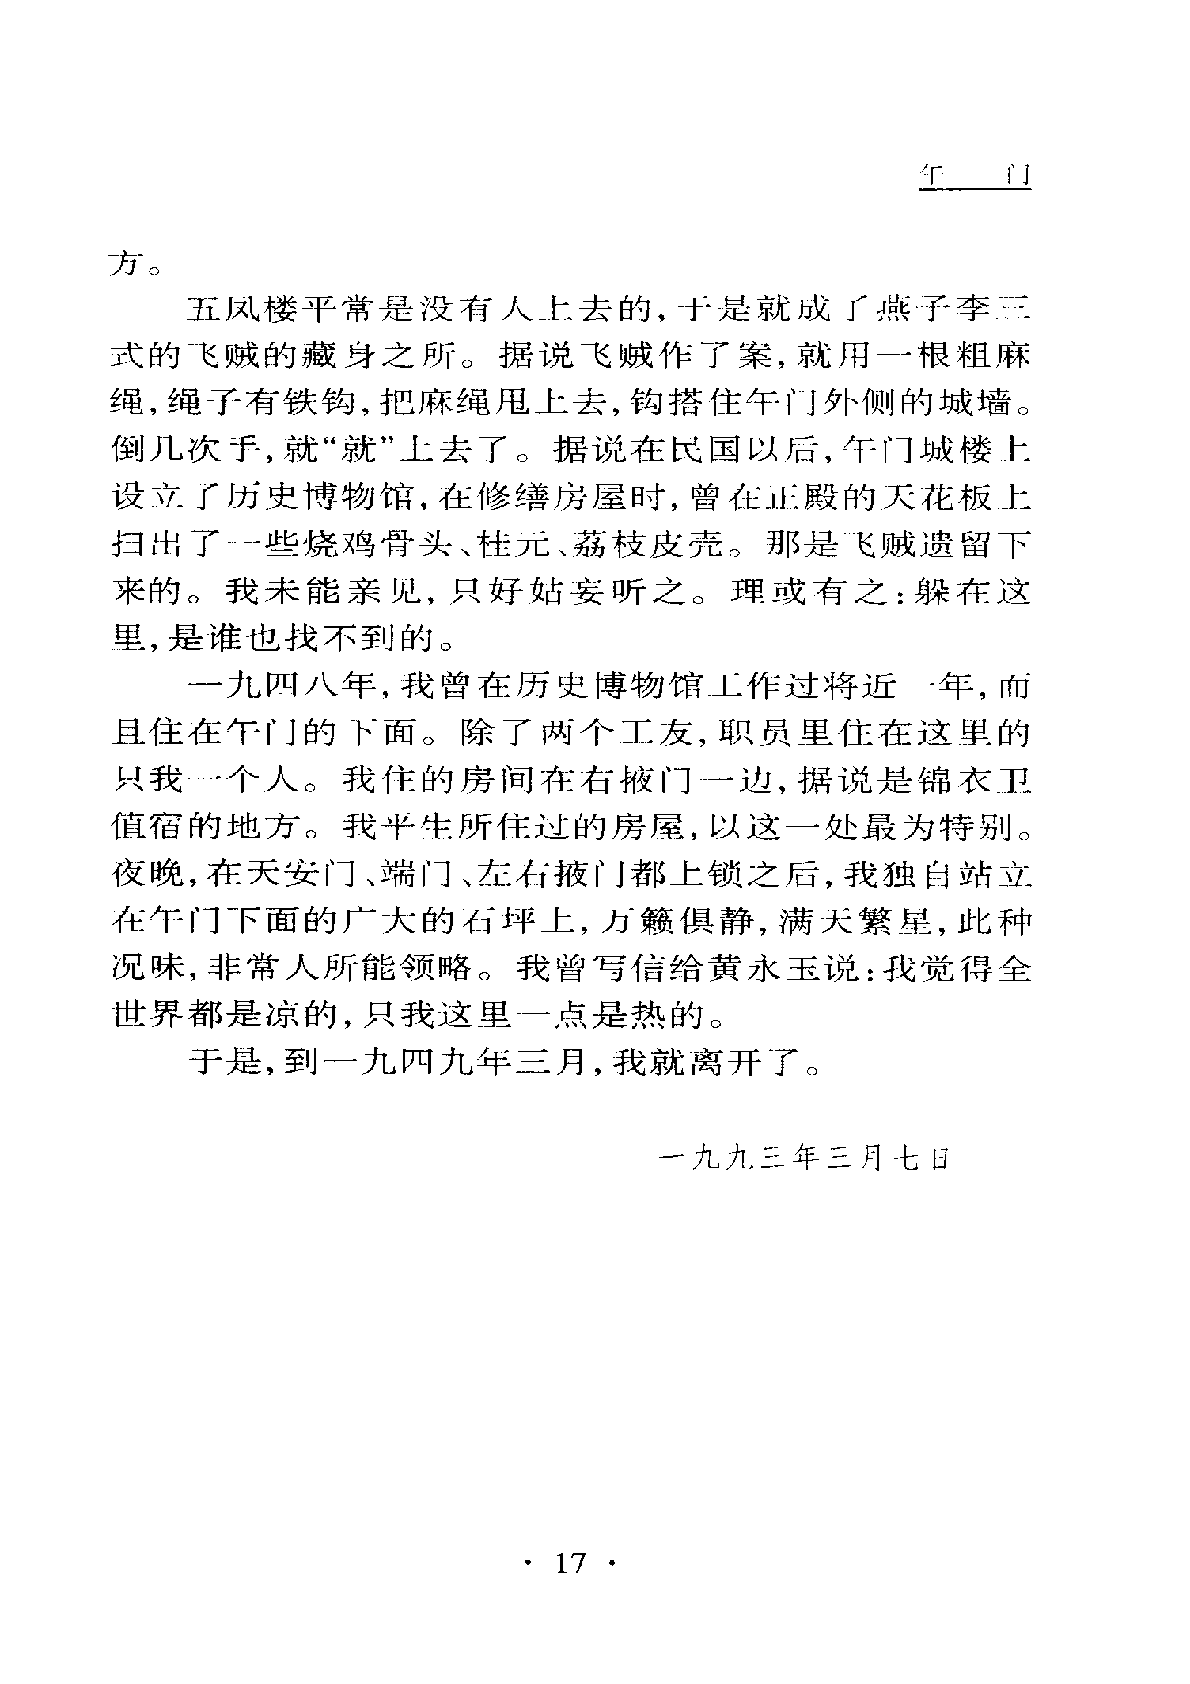 午　门
方。
五凤楼平常是没有人上去的，于是就成了燕子李三
式的飞贼的藏身之所。据说飞贼作了案，就用一根粗麻
绳，绳子有铁钩，把麻绳甩上去，钩搭住午门外侧的城墙。
倒几次手，就“就”上去了。据说在民国以后，午门城楼上
设立了历史博物馆，在修缮房屋时，曾在正殿的天花板上
扫出了一些烧鸡骨头、桂元、荔枝皮壳。那是飞贼遗留下
来的。我未能亲见，只好姑妄听之。理或有之：躲在这
里，是谁也找不到的。
一九四八年，我曾在历史博物馆工作过将近一年，而
且住在午门的下面。除了两个工友，职员里住在这里的
只我一个人。我住的房间在右掖门一边，据说是锦衣卫
值宿的地方。我平生所住过的房屋，以这一处最为特别。
夜晚，在天安门、端门、左右掖门都上锁之后，我独自站立
在午门下面的广大的石坪上，万籁俱静，满天繁星，此种
况味，非常人所能领略。我曾写信给黄永玉说：我觉得全
世界都是凉的，只我这里一点是热的。
于是，到一九四九年三月，我就离开了。
一九九三年三月七日
· 17 ·